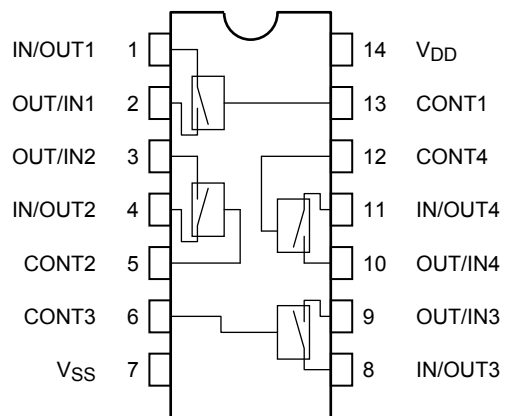 IN/OUT1 1 14 VDD
OUT/IN1 2 13 CONT1
OUT/IN2 3 12 CONT4
IN/OUT2 4 11 IN/OUT4
CONT2 5 10 OUT/IN4
CONT3 6 9 OUT/IN3
VSS 7 8 IN/OUT3